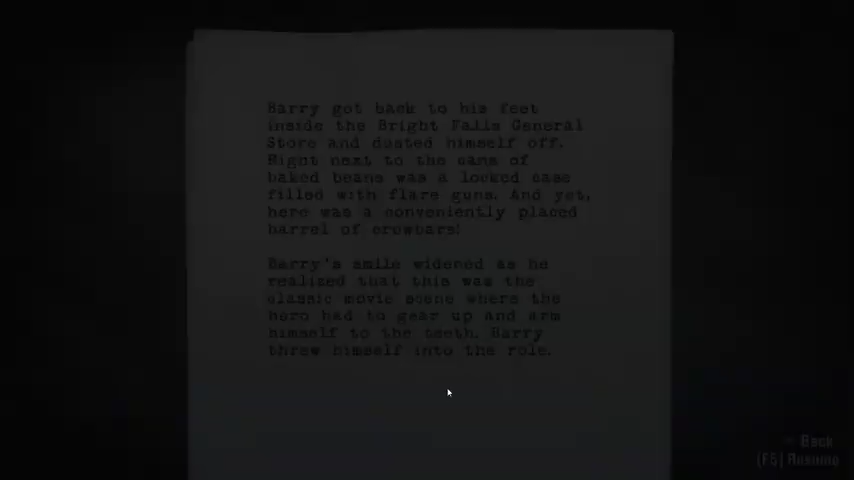 Barry got back to his feet
inside the Bright Falls General
Store and dusted himself off.
Right next to the cans of
baked beans was a locked case
filled with flare guns. And yet,
here was a conveniently placed
barrel of crowbars!
Barry's smile widened as he
realized that this was the
classic movie scene where the
hero had to gear up and arm
himself to the teeth. Barry
threw himself into the role.
Back
[F5] Resume